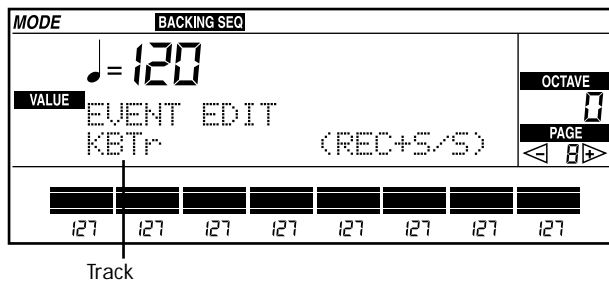 MODE BACKING SEQ
♩=120
OCTAVE
VALUE
0
EVENT EDIT
PAGE
KBTr (REC+S/S)
- 8 +
127 127 127 127 127 127 127 127
Track